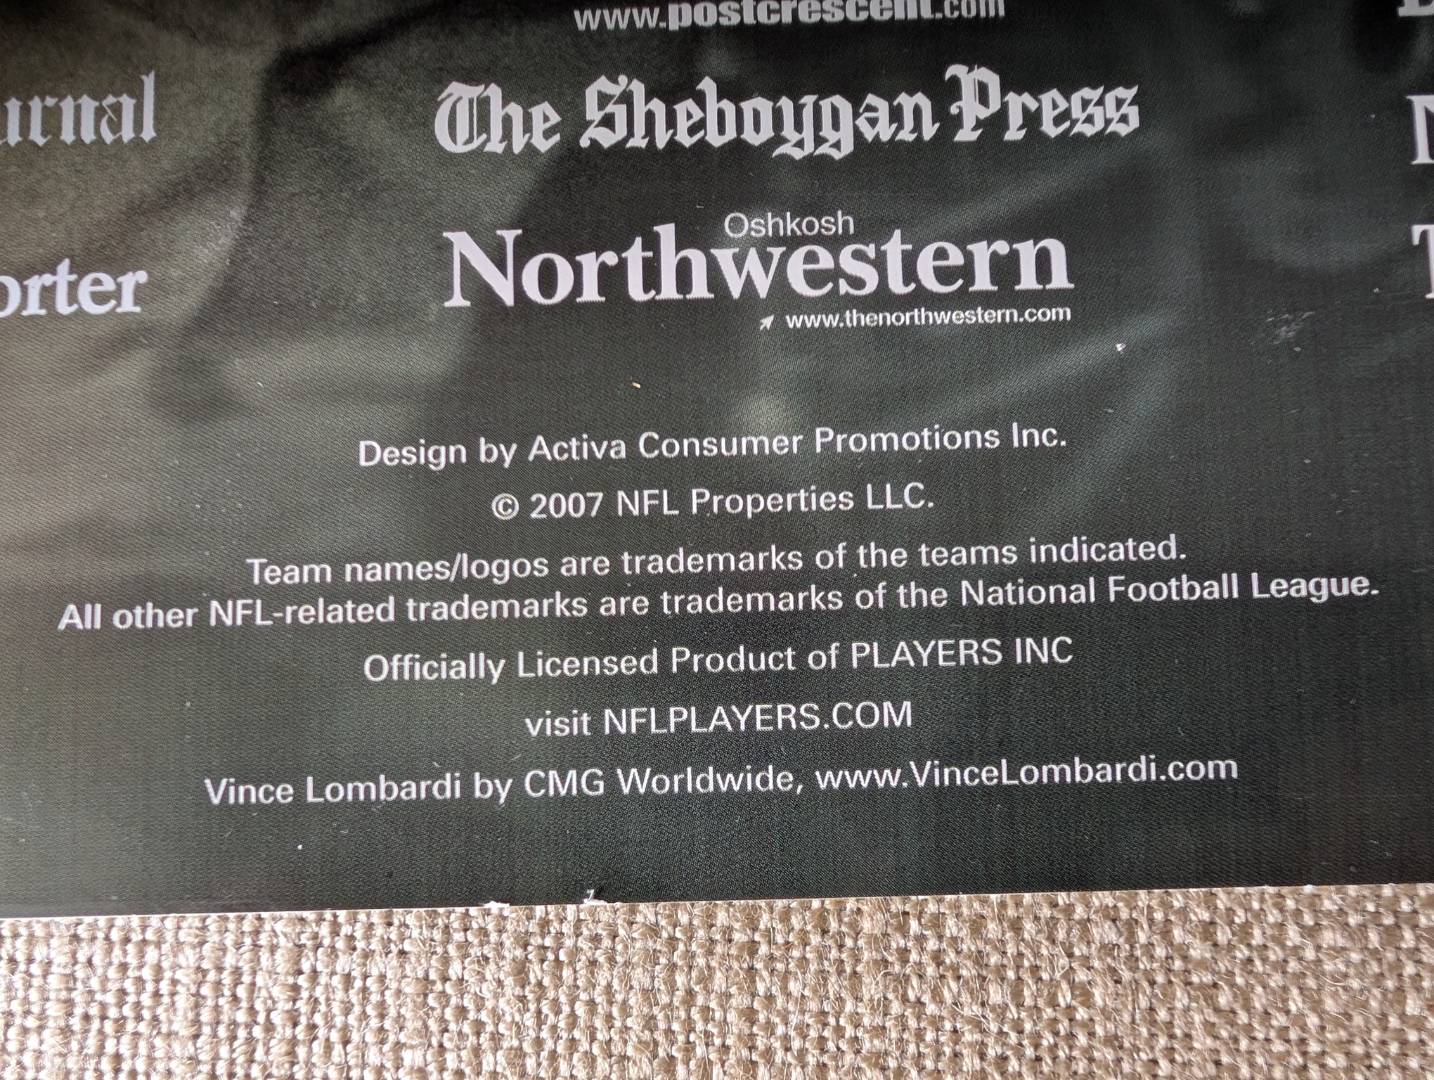 www.postcrescent.com
The Sheboygan Press
Oshkosh
Northwestern
www.thenorthwestern.com
Design by Activa Consumer Promotions Inc.
© 2007 NFL Properties LLC.
Team names/logos are trademarks of the teams indicated.
All other NFL-related trademarks are trademarks of the National Football League.
Officially Licensed Product of PLAYERS INC
visit NFLPLAYERS.COM
Vince Lombardi by CMG Worldwide, www.VinceLombardi.com